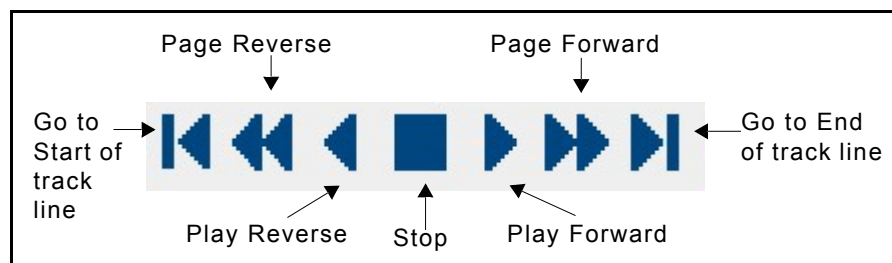 Page Reverse
Page Forward
Go to
Start of
track
line
Go to End
of track line
Play Reverse
Stop
Play Forward